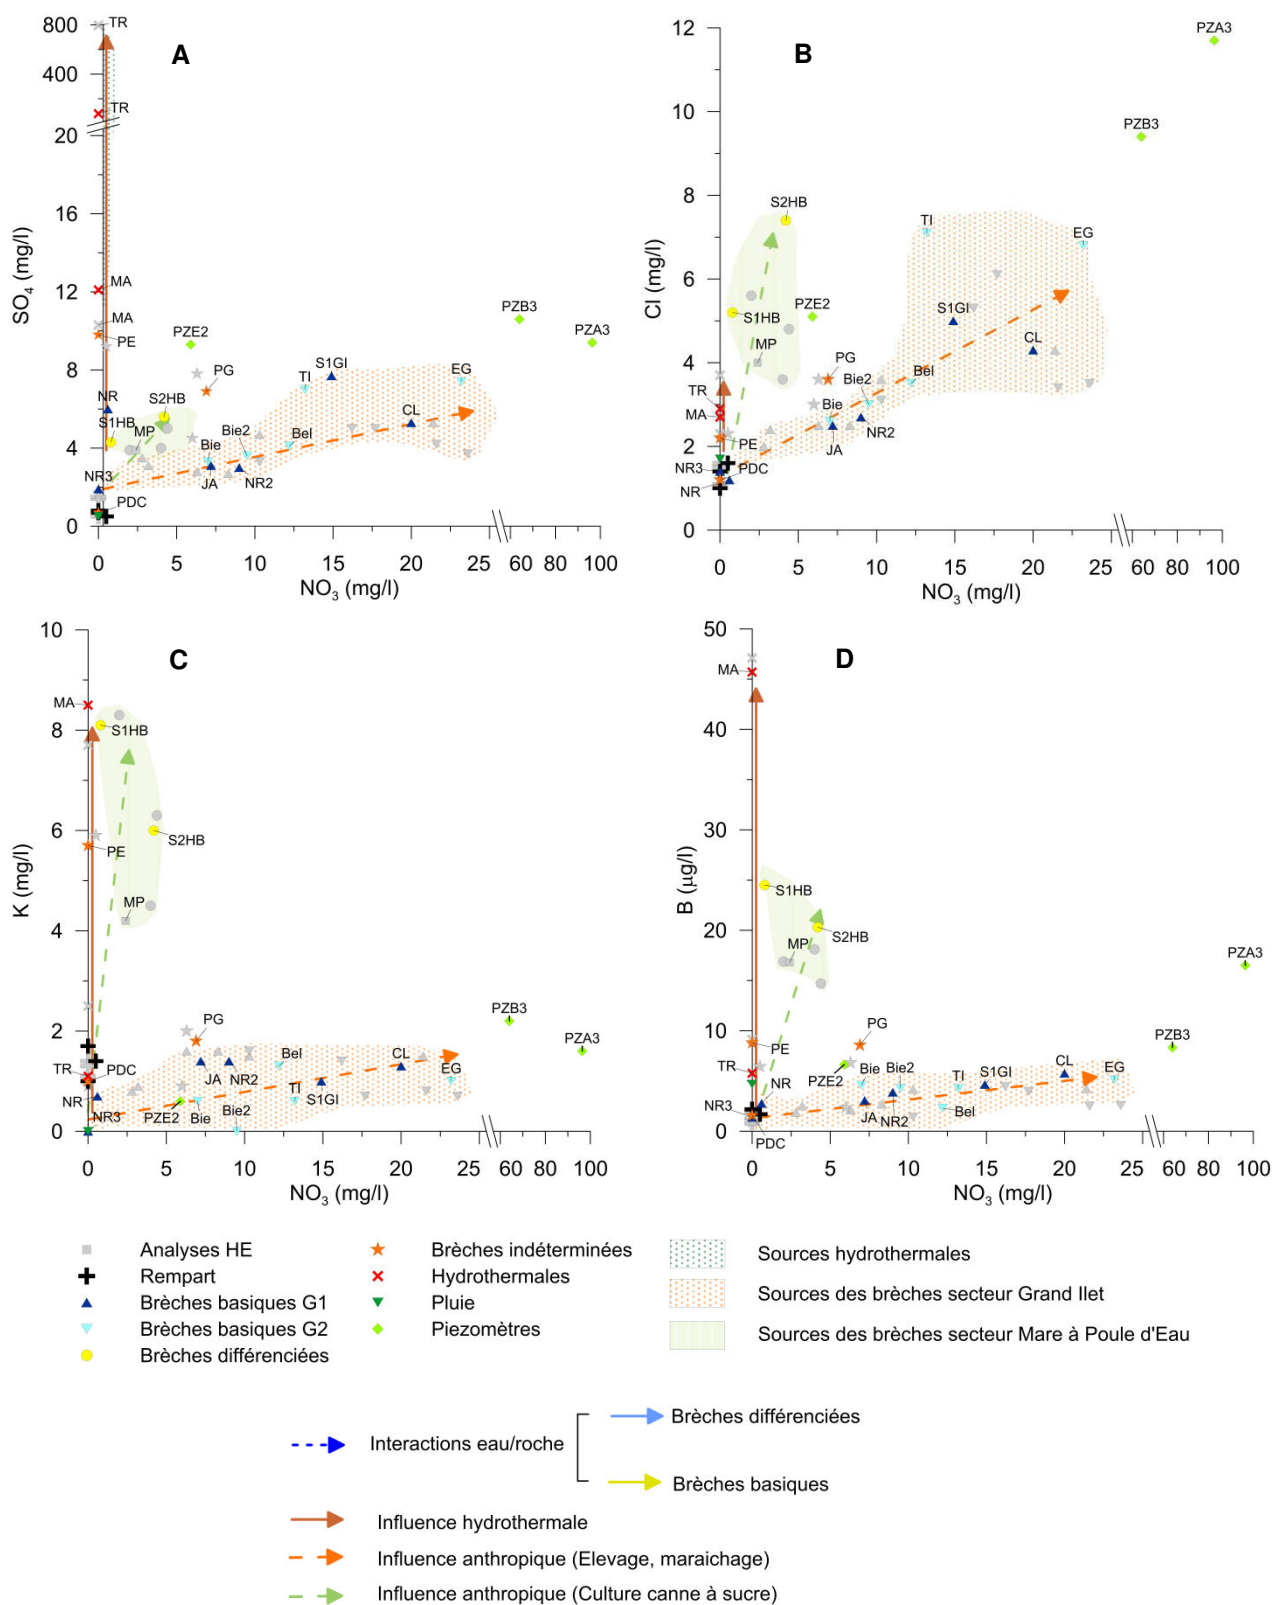 A
SO4 (mg/l)
800
400
20
16
12
8
4
0
TR
TR
MA
MA
PE
NR
S1HB
S2HB
MP
NR3
PDC
PZE2
PG
Bie
JA
Bie2
NR2
Bel
TI
S1GI
CL
EG
PZB3
PZA3
0 5 10 15 20 25 60 80 100
NO3 (mg/l)
B
Cl (mg/l)
12
10
8
6
4
2
0
PZA3
PZB3
S2HB
S1HB
MP
PZE2
PG
TI
EG
S1GI
CL
Bie2
Bel
Bie
JA
NR2
TR
MA
PE
NR3
PDC
NR
0 5 10 15 20 25 60 80 100
NO3 (mg/l)
C
K (mg/l)
10
8
6
4
2
0
MA
S1HB
PE
S2HB
MP
TR
PDC
NR
NR3
PZE2
PG
JA
NR2
Bie
Bie2
Bel
TI
S1GI
CL
EG
PZB3
PZA3
0 5 10 15 20 25 60 80 100
NO3 (mg/l)
D
B (µg/l)
50
40
30
20
10
0
MA
S1HB
S2HB
MP
PE
PG
TR
NR
PZE2
Bie
Bie2
NR3
PDC
JA
NR2
Bel
TI
S1GI
CL
EG
PZB3
PZA3
0 5 10 15 20 25 60 80 100
NO3 (mg/l)
Analyses HE
Rempart
Brèches basiques G1
Brèches basiques G2
Brèches différenciées
Brèches indéterminées
Hydrothermales
Pluie
Piezomètres
Sources hydrothermales
Sources des brèches secteur Grand Ilet
Sources des brèches secteur Mare à Poule d'Eau
Interactions eau/roche
Brèches différenciées
Brèches basiques
Influence hydrothermale
Influence anthropique (Elevage, maraichage)
Influence anthropique (Culture canne à sucre)